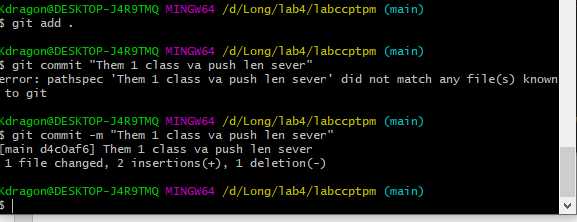 Kdragon@DESKTOP-J4R9TMQ MINGW64 /d/Long/lab4/labccptpm (main)
$ git add .
Kdragon@DESKTOP-J4R9TMQ MINGW64 /d/Long/lab4/labccptpm (main)
$ git commit "Them 1 class va push len sever"
error: pathspec 'Them 1 class va push len sever' did not match any file(s) known
to git
Kdragon@DESKTOP-J4R9TMQ MINGW64 /d/Long/lab4/labccptpm (main)
$ git commit -m "Them 1 class va push len sever"
[main d4c0af6] Them 1 class va push len sever
1 file changed, 2 insertions(+), 1 deletion(-)
Kdragon@DESKTOP-J4R9TMQ MINGW64 /d/Long/lab4/labccptpm (main)
$